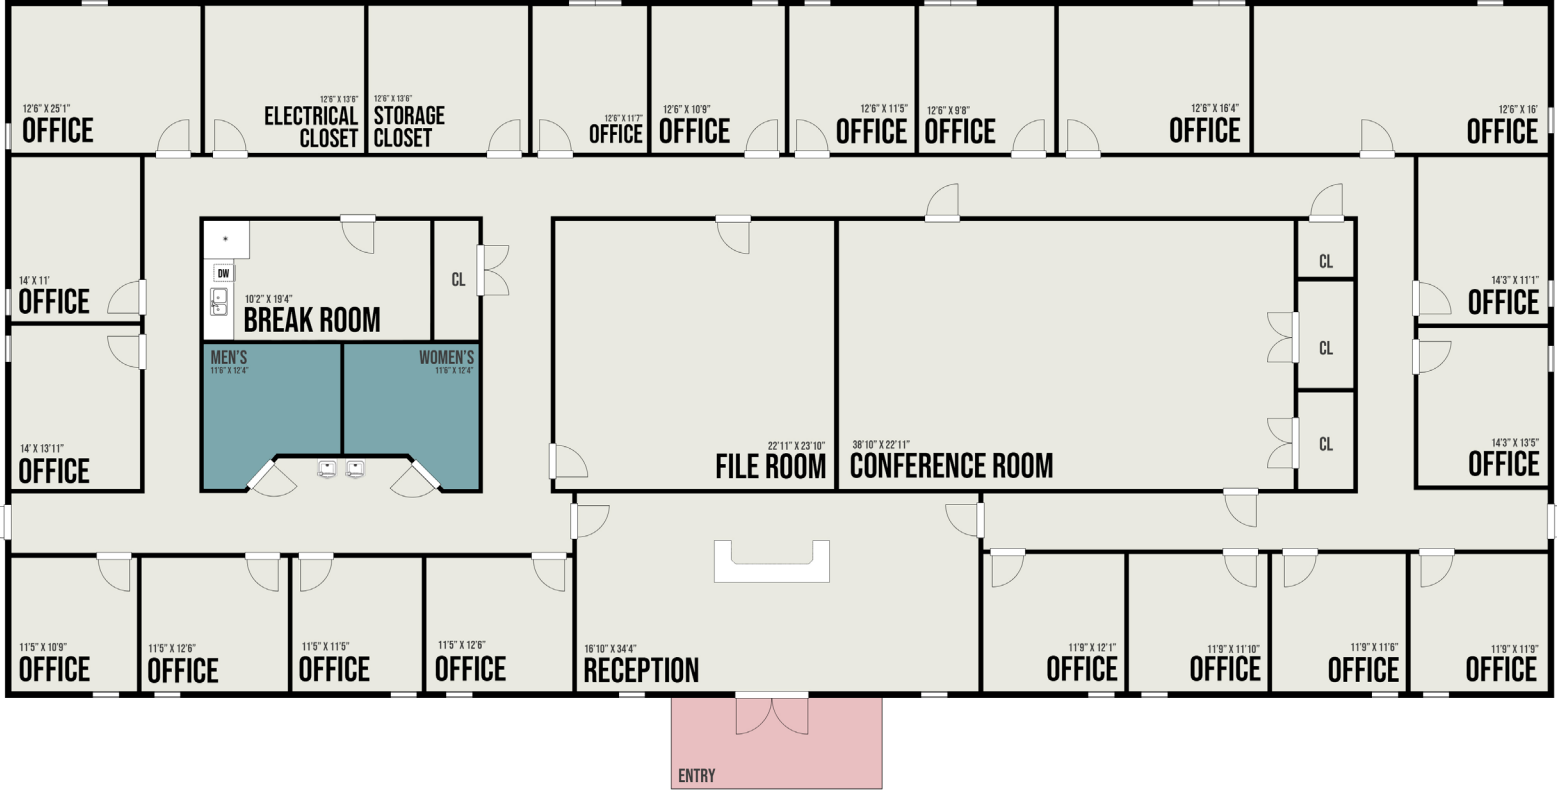 12'6" X 25'1"
OFFICE
12'6" X 13'6"
ELECTRICAL
CLOSET
12'6" X 13'6"
STORAGE
CLOSET
12'6" X 11'7"
OFFICE
12'6" X 10'9"
OFFICE
12'6" X 11'5"
OFFICE
12'6" X 9'8"
OFFICE
12'6" X 16'4"
OFFICE
12'6" X 16'
OFFICE
14' X 11'
OFFICE
DW
10'2" X 19'4"
BREAK ROOM
CL
CL
14'3" X 11'1"
OFFICE
MEN'S
11'6" X 12'4"
WOMEN'S
11'6" X 12'4"
CL
14' X 13'11"
OFFICE
22'11" X 23'10"
FILE ROOM
38'10" X 22'11"
CONFERENCE ROOM
CL
14'3" X 13'5"
OFFICE
11'5" X 10'9"
OFFICE
11'5" X 12'6"
OFFICE
11'5" X 11'5"
OFFICE
11'5" X 12'6"
OFFICE
16'10" X 34'4"
RECEPTION
11'9" X 12'1"
OFFICE
11'9" X 11'10"
OFFICE
11'9" X 11'6"
OFFICE
11'9" X 11'9"
OFFICE
ENTRY